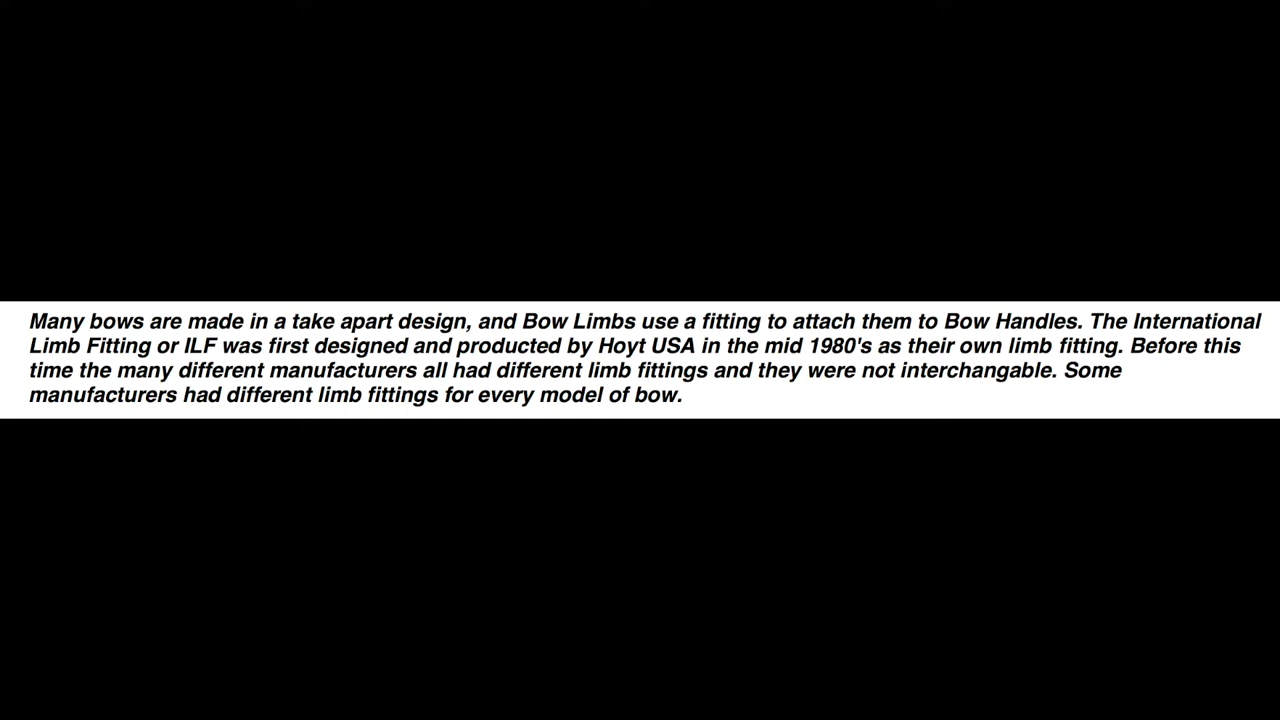 Many bows are made in a take apart design, and Bow Limbs use a fitting to attach them to Bow Handles. The International
Limb Fitting or ILF was first designed and producted by Hoyt USA in the mid 1980's as their own limb fitting. Before this
time the many different manufacturers all had different limb fittings and they were not interchangable. Some
manufacturers had different limb fittings for every model of bow.